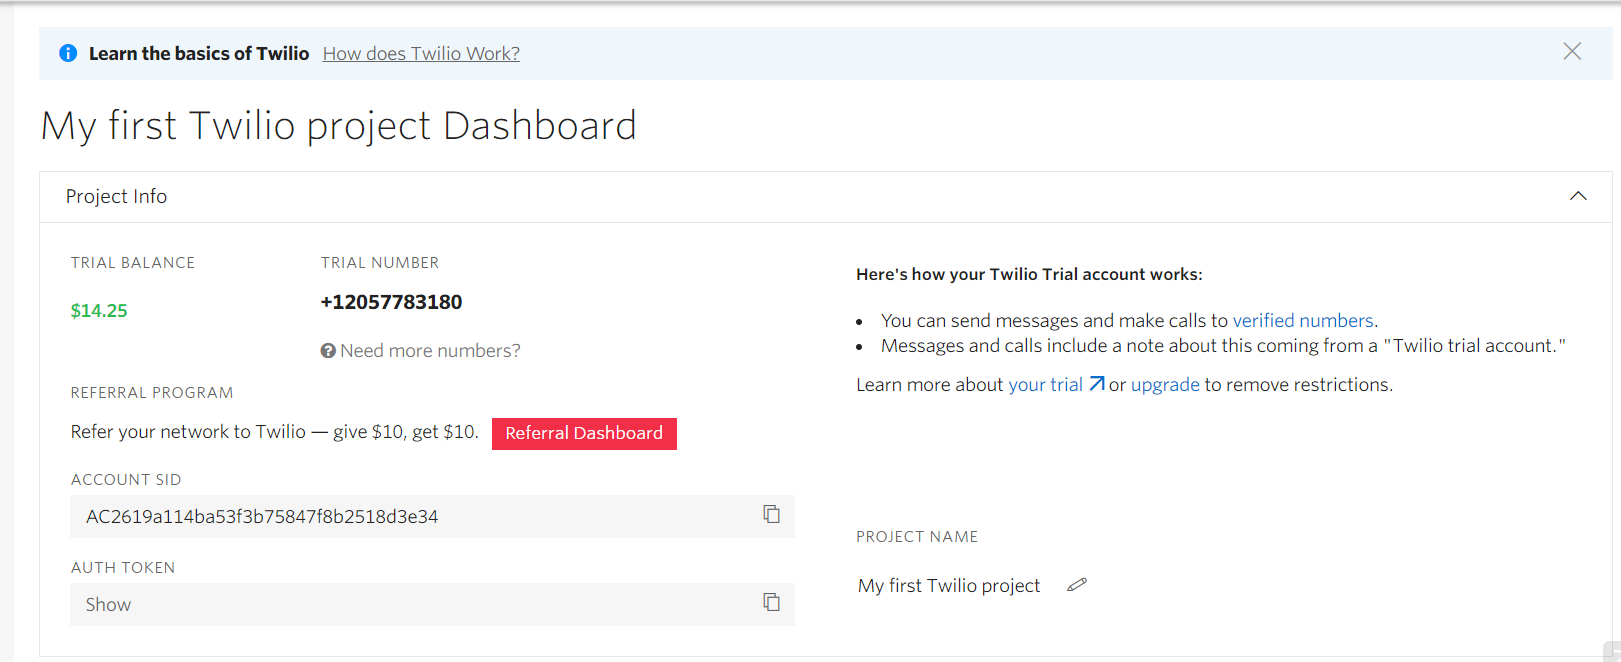 Learn the basics of Twilio How does Twilio Work?
My first Twilio project Dashboard
Project Info
TRIAL BALANCE
$14.25
TRIAL NUMBER
+12057783180
Need more numbers?
REFERRAL PROGRAM
Refer your network to Twilio — give $10, get $10. Referral Dashboard
ACCOUNT SID
AC2619a114ba53f3b75847f8b2518d3e34
AUTH TOKEN
Show
Here's how your Twilio Trial account works:
• You can send messages and make calls to verified numbers.
• Messages and calls include a note about this coming from a "Twilio trial account."
Learn more about your trial or upgrade to remove restrictions.
PROJECT NAME
My first Twilio project